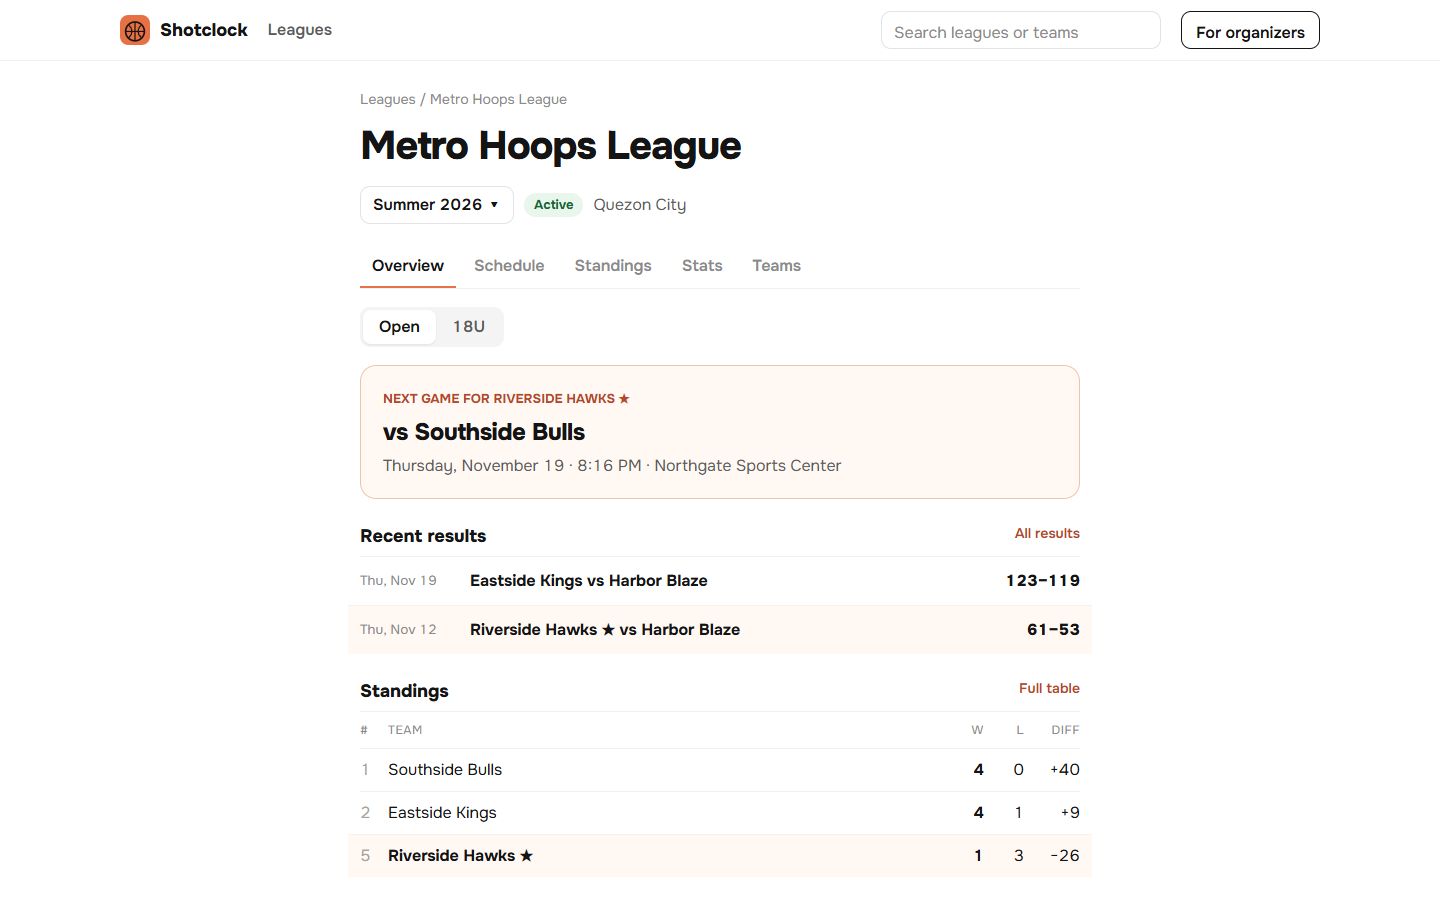 Shotclock
Leagues
Search leagues or teams
For organizers
Leagues / Metro Hoops League
Metro Hoops League
Summer 2026 ▼
Active
Quezon City
Overview
Schedule
Standings
Stats
Teams
Open
18U
NEXT GAME FOR RIVERSIDE HAWKS ★
vs Southside Bulls
Thursday, November 19 · 8:16 PM · Northgate Sports Center
Recent results
All results
Thu, Nov 19 Eastside Kings vs Harbor Blaze 123–119
Thu, Nov 12 Riverside Hawks ★ vs Harbor Blaze 61–53
Standings
Full table
# TEAM W L DIFF
1 Southside Bulls 4 0 +40
2 Eastside Kings 4 1 +9
5 Riverside Hawks ★ 1 3 −26